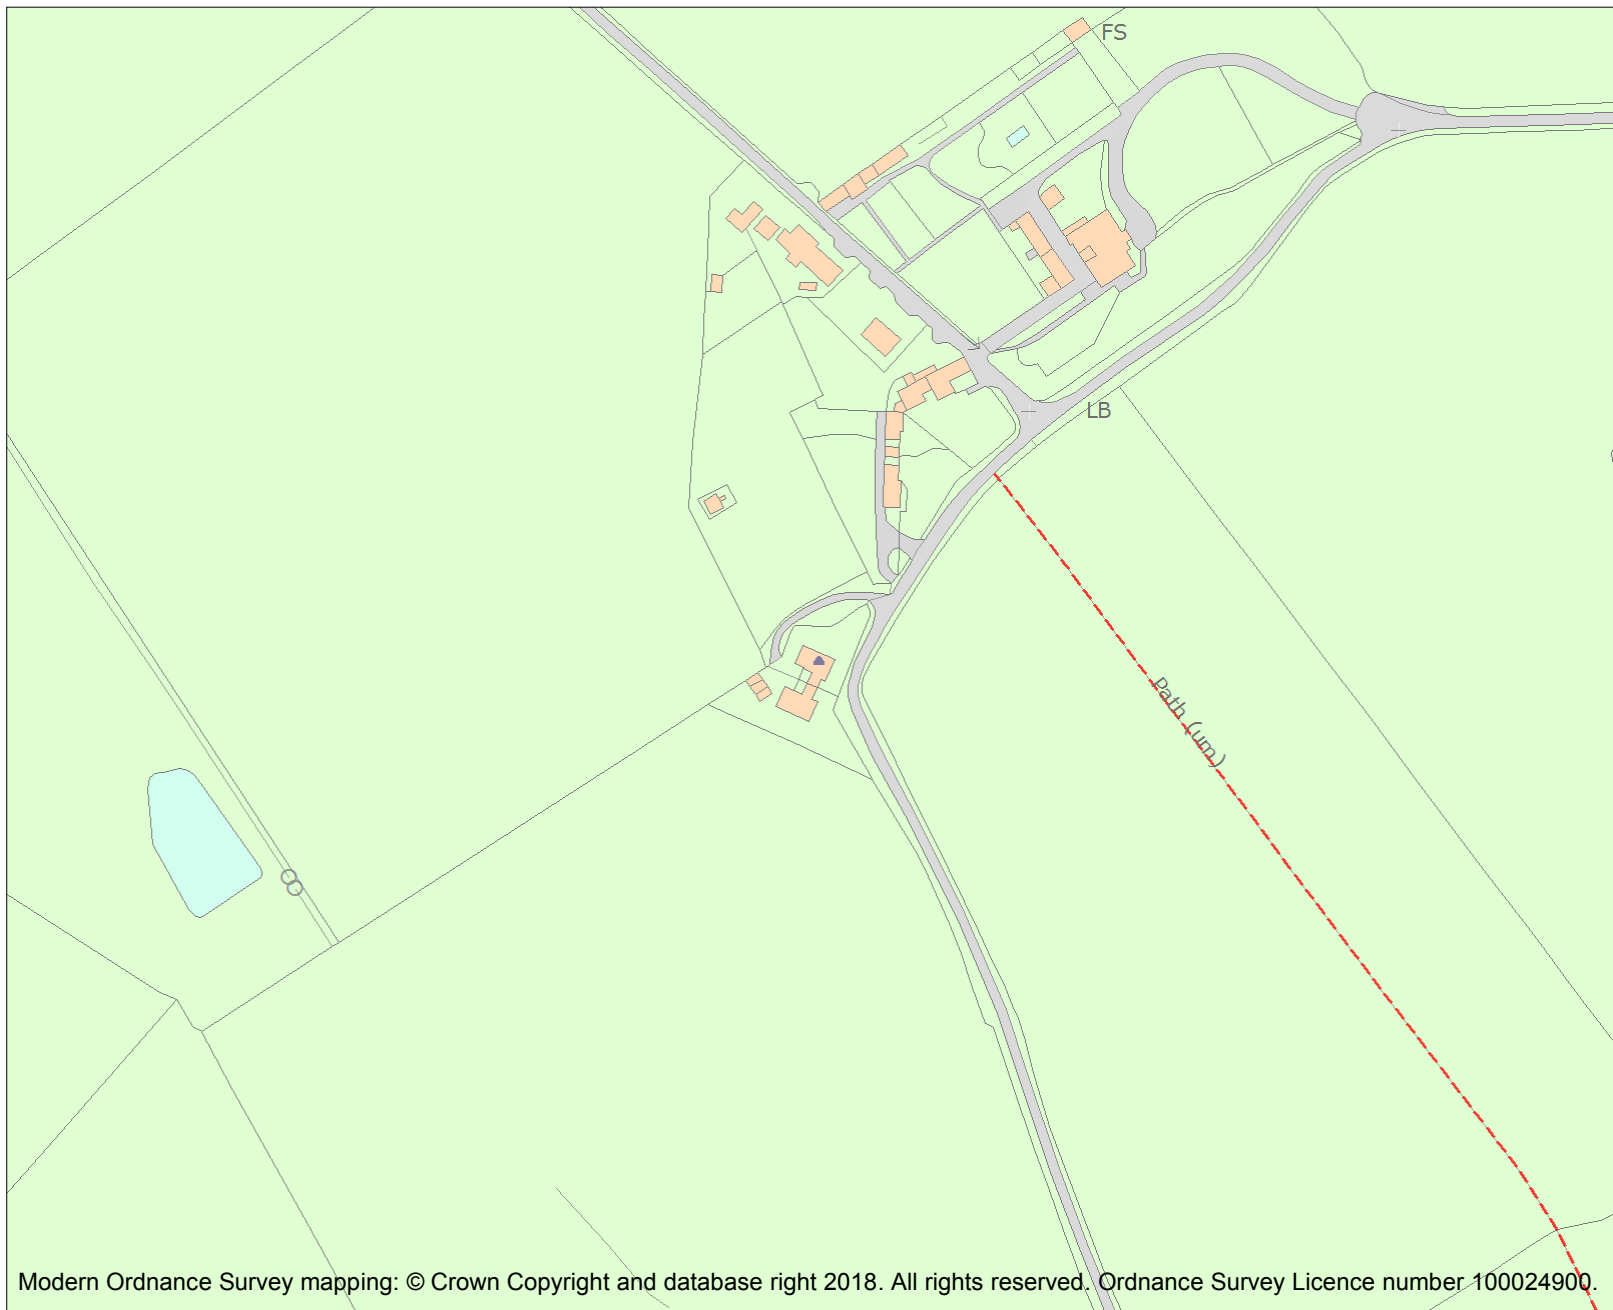 FS
LB
Path (um)
Modern Ordnance Survey mapping: © Crown Copyright and database right 2018. All rights reserved. Ordnance Survey Licence number 100024900.